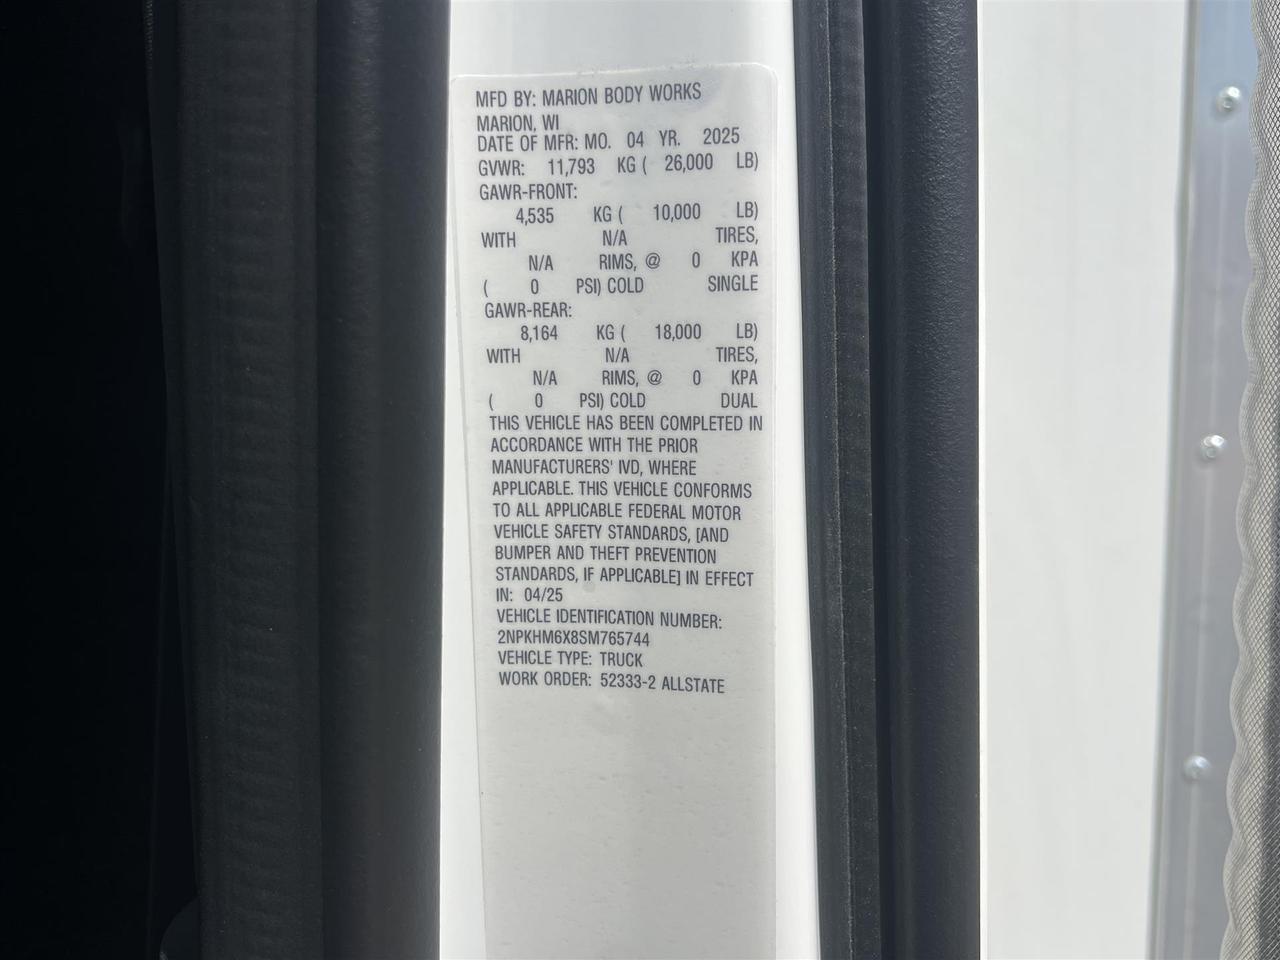 MFD BY: MARION BODY WORKS
MARION, WI
DATE OF MFR: MO. 04 YR. 2025
GVWR: 11,793 KG ( 26,000 LB)
GAWR-FRONT:
4,535 KG ( 10,000 LB)
WITH N/A TIRES,
N/A RIMS, @ 0 KPA
( 0 PSI) COLD SINGLE
GAWR-REAR:
8,164 KG ( 18,000 LB)
WITH N/A TIRES,
N/A RIMS, @ 0 KPA
( 0 PSI) COLD DUAL
THIS VEHICLE HAS BEEN COMPLETED IN
ACCORDANCE WITH THE PRIOR
MANUFACTURERS' IVD, WHERE
APPLICABLE. THIS VEHICLE CONFORMS
TO ALL APPLICABLE FEDERAL MOTOR
VEHICLE SAFETY STANDARDS, [AND
BUMPER AND THEFT PREVENTION
STANDARDS, IF APPLICABLE] IN EFFECT
IN: 04/25
VEHICLE IDENTIFICATION NUMBER:
2NPKHM6X8SM765744
VEHICLE TYPE: TRUCK
WORK ORDER: 52333-2 ALLSTATE